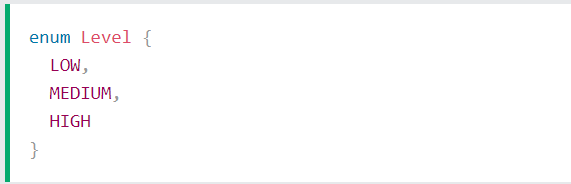 enum Level {
  LOW,
  MEDIUM,
  HIGH
}